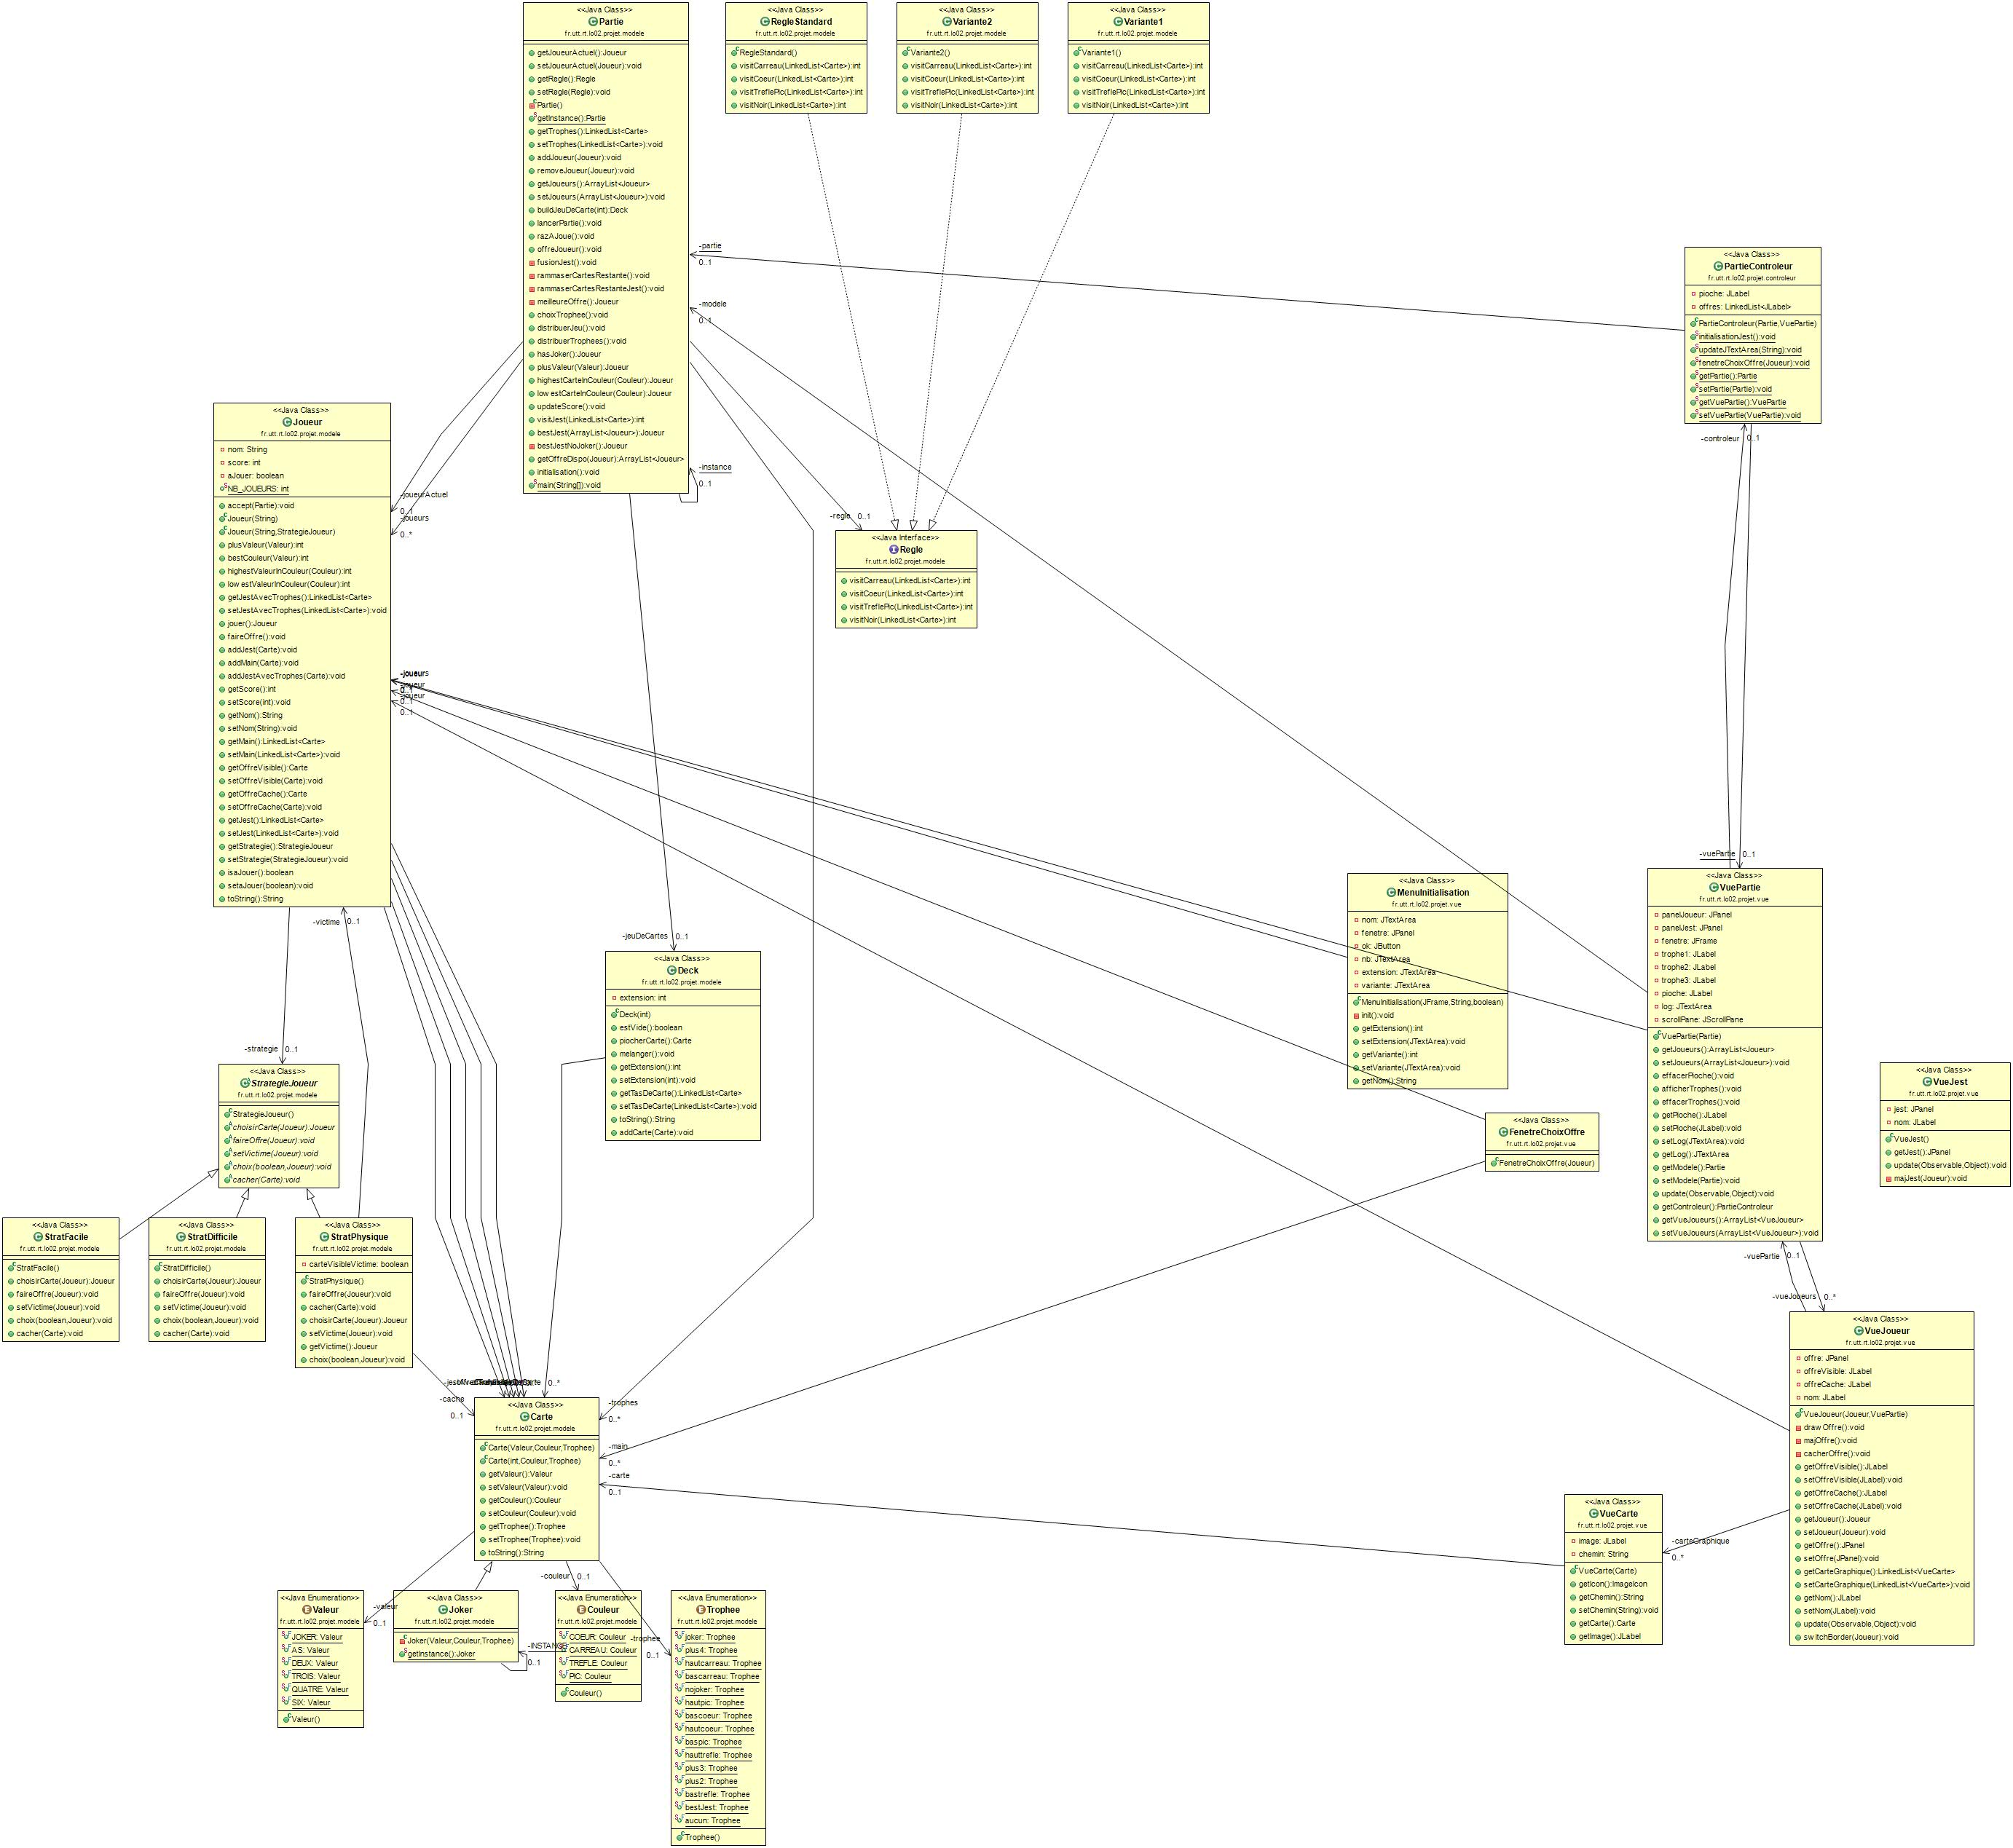 <<Java Class>>
Partie
fr.utt.rt.lo02.projet.modele
getJoueurActuel():Joueur
setJoueurActuel(Joueur):void
getRegle():Regle
setRegle(Regle):void
Partie()
getInstance():Partie
getTrophes():LinkedList<Carte>
setTrophes(LinkedList<Carte>):void
addJoueur(Joueur):void
removeJoueur(Joueur):void
getJoueurs():ArrayList<Joueur>
setJoueurs(ArrayList<Joueur>):void
buildJeuDeCarte(int):Deck
lancerPartie():void
razAJoue():void
offreJoueur():void
fusionJest():void
rammaserCartesRestante():void
rammaserCartesRestanteJest():void
meilleureOffre():Joueur
choixTrophee():void
distribuerJeu():void
distribuerTrophees():void
hasJoker():Joueur
plusValeur(Valeur):Joueur
highestCarteInCouleur(Couleur):Joueur
lowestCarteInCouleur(Couleur):Joueur
updateScore():void
visitJest(LinkedList<Carte>):int
bestJest(ArrayList<Joueur>):Joueur
bestJestNoJoker():Joueur
getOffreDispo(Joueur):ArrayList<Joueur>
initialisation():void
main(String[]):void
<<Java Class>>
RegleStandard
fr.utt.rt.lo02.projet.modele
RegleStandard()
visitCarreau(LinkedList<Carte>):int
visitCoeur(LinkedList<Carte>):int
visitTreflePic(LinkedList<Carte>):int
visitNoir(LinkedList<Carte>):int
<<Java Class>>
Variante2
fr.utt.rt.lo02.projet.modele
Variante2()
visitCarreau(LinkedList<Carte>):int
visitCoeur(LinkedList<Carte>):int
visitTreflePic(LinkedList<Carte>):int
visitNoir(LinkedList<Carte>):int
<<Java Class>>
Variante1
fr.utt.rt.lo02.projet.modele
Variante1()
visitCarreau(LinkedList<Carte>):int
visitCoeur(LinkedList<Carte>):int
visitTreflePic(LinkedList<Carte>):int
visitNoir(LinkedList<Carte>):int
-partie
0..1
-modele
0..1
-instance
0..1
-regle 0..1
<<Java Class>>
PartieControleur
fr.utt.rt.lo02.projet.controleur
pioche: JLabel
offres: LinkedList<JLabel>
PartieControleur(Partie,VuePartie)
initialisationJest():void
updateJTextArea(String):void
fenetreChoixOffre(Joueur):void
getPartie():Partie
setPartie(Partie):void
getVuePartie():VuePartie
setVuePartie(VuePartie):void
-controleur 0..1
-vuePartie 0..1
<<Java Class>>
Joueur
fr.utt.rt.lo02.projet.modele
nom: String
score: int
aJouer: boolean
NB_JOUEURS: int
accept(Partie):void
Joueur(String)
Joueur(String,StrategieJoueur)
plusValeur(Valeur):int
bestCouleur(Valeur):int
highestValeurInCouleur(Couleur):int
lowestValeurInCouleur(Couleur):int
getJestAvecTrophes():LinkedList<Carte>
setJestAvecTrophes(LinkedList<Carte>):void
jouer():Joueur
faireOffre():void
addJest(Carte):void
addMain(Carte):void
addJestAvecTrophes(Carte):void
getScore():int
setScore(int):void
getNom():String
setNom(String):void
getMain():LinkedList<Carte>
setMain(LinkedList<Carte>):void
getOffreVisible():Carte
setOffreVisible(Carte):void
getOffreCache():Carte
setOffreCache(Carte):void
getJest():LinkedList<Carte>
setJest(LinkedList<Carte>):void
getStrategie():StrategieJoueur
setStrategie(StrategieJoueur):void
isaJouer():boolean
setaJouer(boolean):void
toString():String
-joueurActuel
0..1
-joueurs
0..*
-joueurs
-joueur
0..1
-joueur
0..1
0..1
<<Java Interface>>
Regle
fr.utt.rt.lo02.projet.modele
visitCarreau(LinkedList<Carte>):int
visitCoeur(LinkedList<Carte>):int
visitTreflePic(LinkedList<Carte>):int
visitNoir(LinkedList<Carte>):int
-victime 0..1
-strategie 0..1
-jeuDeCartes 0..1
<<Java Class>>
Deck
fr.utt.rt.lo02.projet.modele
extension: int
Deck(int)
estVide():boolean
piocherCarte():Carte
melanger():void
getExtension():int
setExtension(int):void
getTasDeCarte():LinkedList<Carte>
setTasDeCarte(LinkedList<Carte>):void
toString():String
addCarte(Carte):void
<<Java Class>>
MenuInitialisation
fr.utt.rt.lo02.projet.vue
nom: JTextArea
fenetre: JPanel
ok: JButton
nb: JTextArea
extension: JTextArea
variante: JTextArea
MenuInitialisation(JFrame,String,boolean)
init():void
getExtension():int
setExtension(JTextArea):void
getVariante():int
setVariante(JTextArea):void
getNom():String
<<Java Class>>
VuePartie
fr.utt.rt.lo02.projet.vue
panelJoueur: JPanel
panelJest: JPanel
fenetre: JFrame
trophe1: JLabel
trophe2: JLabel
trophe3: JLabel
pioche: JLabel
log: JTextArea
scrollPane: JScrollPane
VuePartie(Partie)
getJoueurs():ArrayList<Joueur>
setJoueurs(ArrayList<Joueur>):void
effacerPioche():void
afficherTrophes():void
effacerTrophes():void
getPioche():JLabel
setPioche(JLabel):void
setLog(JTextArea):void
getLog():JTextArea
getModele():Partie
setModele(Partie):void
update(Observable,Object):void
getControleur():PartieControleur
getVueJoueurs():ArrayList<VueJoueur>
setVueJoueurs(ArrayList<VueJoueur>):void
<<Java Class>>
VueJest
fr.utt.rt.lo02.projet.vue
jest: JPanel
nom: JLabel
VueJest()
getJest():JPanel
update(Observable,Object):void
majJest(Joueur):void
<<Java Class>>
StrategieJoueur
fr.utt.rt.lo02.projet.modele
StrategieJoueur()
choisirCarte(Joueur):Joueur
faireOffre(Joueur):void
setVictime(Joueur):void
choix(boolean,Joueur):void
cacher(Carte):void
<<Java Class>>
FenetreChoixOffre
fr.utt.rt.lo02.projet.vue
FenetreChoixOffre(Joueur)
<<Java Class>>
StratFacile
fr.utt.rt.lo02.projet.modele
StratFacile()
choisirCarte(Joueur):Joueur
faireOffre(Joueur):void
setVictime(Joueur):void
choix(boolean,Joueur):void
cacher(Carte):void
<<Java Class>>
StratDifficile
fr.utt.rt.lo02.projet.modele
StratDifficile()
choisirCarte(Joueur):Joueur
faireOffre(Joueur):void
setVictime(Joueur):void
choix(boolean,Joueur):void
cacher(Carte):void
<<Java Class>>
StratPhysique
fr.utt.rt.lo02.projet.modele
carteVisibleVictime: boolean
StratPhysique()
faireOffre(Joueur):void
cacher(Carte):void
choisirCarte(Joueur):Joueur
setVictime(Joueur):void
getVictime():Joueur
choix(boolean,Joueur):void
-vuePartie 0..1
-vueJoueurs 0..*
<<Java Class>>
VueJoueur
fr.utt.rt.lo02.projet.vue
offre: JPanel
offreVisible: JLabel
offreCache: JLabel
nom: JLabel
VueJoueur(Joueur,VuePartie)
drawOffre():void
majOffre():void
cacherOffre():void
getOffreVisible():JLabel
setOffreVisible(JLabel):void
getOffreCache():JLabel
setOffreCache(JLabel):void
getJoueur():Joueur
setJoueur(Joueur):void
getOffre():JPanel
setOffre(JPanel):void
getCarteGraphique():LinkedList<VueCarte>
setCarteGraphique(LinkedList<VueCarte>):void
getNom():JLabel
setNom(JLabel):void
update(Observable,Object):void
switchBorder(Joueur):void
0..*
-cache
0..1
-trophes
0..*
-main
0..*
-carte
0..1
<<Java Class>>
Carte
fr.utt.rt.lo02.projet.modele
Carte(Valeur,Couleur,Trophee)
Carte(int,Couleur,Trophee)
getValeur():Valeur
setValeur(Valeur):void
getCouleur():Couleur
setCouleur(Couleur):void
getTrophee():Trophee
setTrophee(Trophee):void
toString():String
<<Java Class>>
VueCarte
fr.utt.rt.lo02.projet.vue
image: JLabel
chemin: String
VueCarte(Carte)
getIcon():ImageIcon
getChemin():String
setChemin(String):void
getCarte():Carte
getImage():JLabel
-carteGraphique
0..*
-couleur 0..1
-valeur
0..1
-INSTANCE
0..1
-trophee
0..1
<<Java Enumeration>>
Valeur
fr.utt.rt.lo02.projet.modele
JOKER: Valeur
AS: Valeur
DEUX: Valeur
TROIS: Valeur
QUATRE: Valeur
SIX: Valeur
Valeur()
<<Java Class>>
Joker
fr.utt.rt.lo02.projet.modele
Joker(Valeur,Couleur,Trophee)
getInstance():Joker
<<Java Enumeration>>
Couleur
fr.utt.rt.lo02.projet.modele
COEUR: Couleur
CARREAU: Couleur
TREFLE: Couleur
PIC: Couleur
Couleur()
<<Java Enumeration>>
Trophee
fr.utt.rt.lo02.projet.modele
joker: Trophee
plus4: Trophee
hautcarreau: Trophee
bascarreau: Trophee
nojoker: Trophee
hautpic: Trophee
bascoeur: Trophee
hautcoeur: Trophee
baspic: Trophee
hauttrefle: Trophee
plus3: Trophee
plus2: Trophee
bastrefle: Trophee
bestJest: Trophee
aucun: Trophee
Trophee()